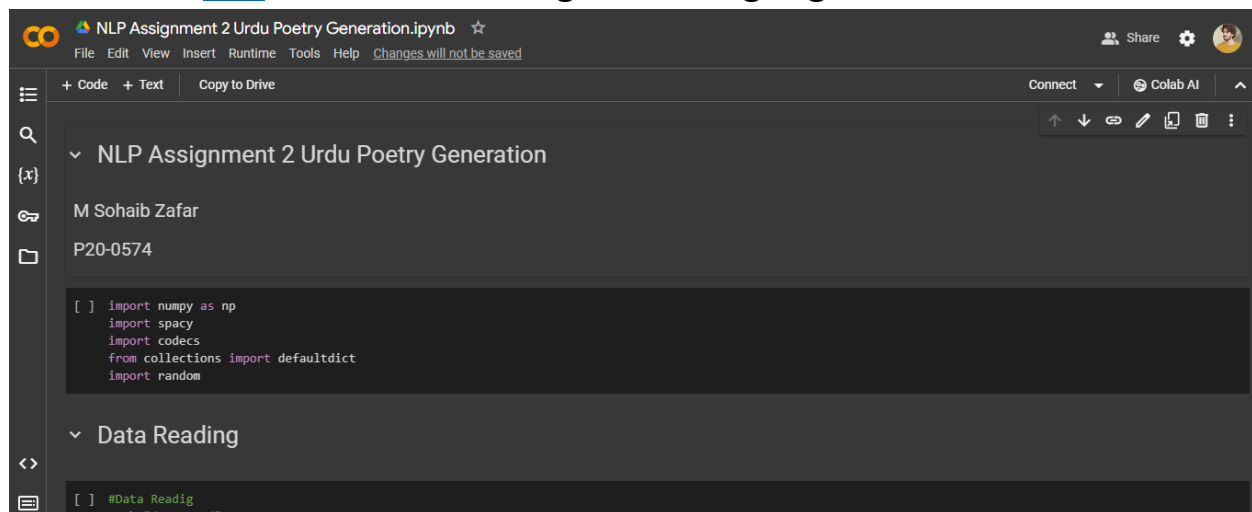 NLP Assignment 2 Urdu Poetry Generation.ipynb
Share
File Edit View Insert Runtime Tools Help Changes will not be saved
+ Code + Text Copy to Drive
Connect
Colab AI
NLP Assignment 2 Urdu Poetry Generation
{x}
M Sohaib Zafar
P20-0574
[ ] import numpy as np
import spacy
import codecs
from collections import defaultdict
import random
Data Reading
<>
[ ] #Data Readig